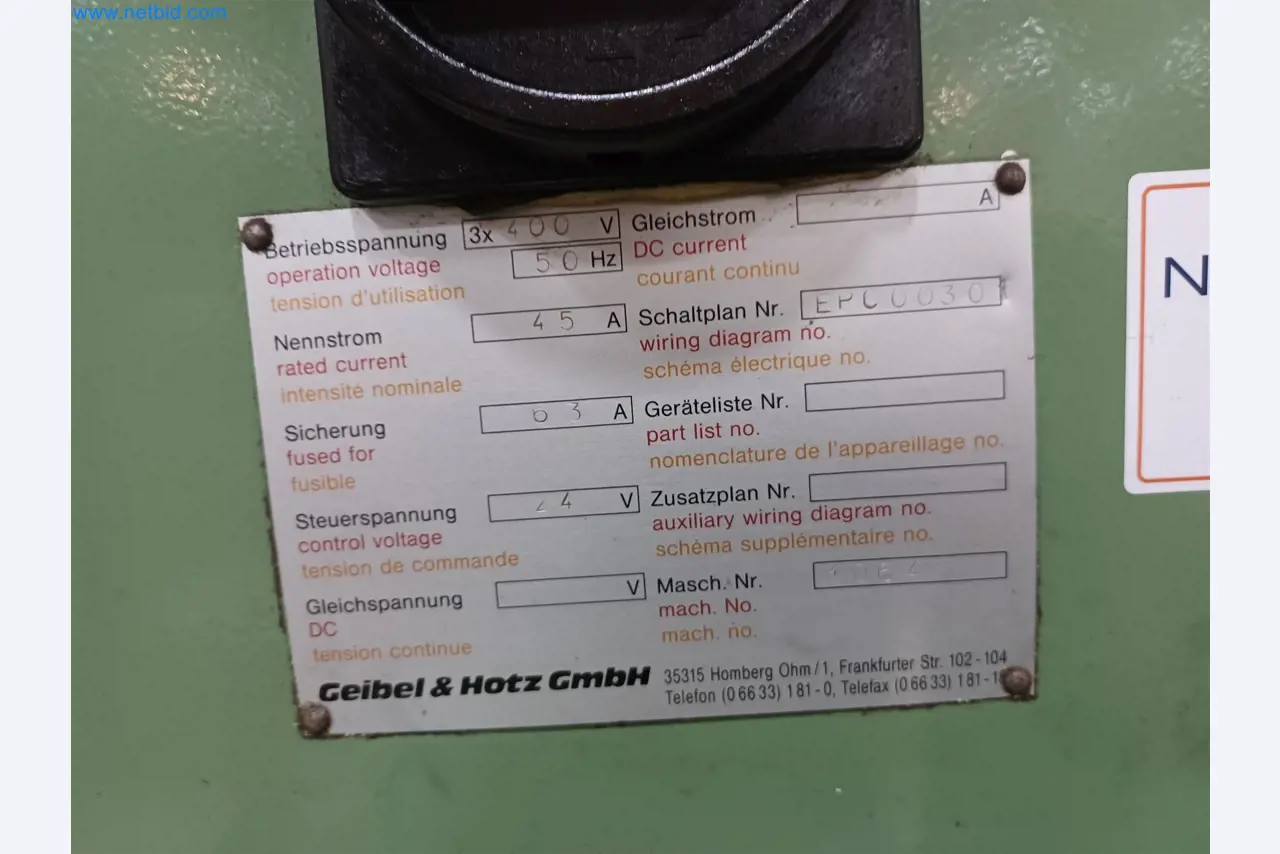 www.netbid.com
Betriebsspannung 3x 400 V
operation voltage 50 Hz
tension d'utilisation
Nennstrom 45 A
rated current
intensité nominale
Sicherung 63 A
fused for
fusible
Steuerspannung 24 V
control voltage
tension de commande
Gleichspannung V
DC
tension continue
Gleichstrom A
DC current
courant continu
Schaltplan Nr.
wiring diagram no.
schéma électrique no.
Geräteliste Nr.
part list no.
nomenclature de l'appareillage no.
Zusatzplan Nr.
auxiliary wiring diagram no.
schéma supplémentaire no.
Masch. Nr.
mach. No.
mach. no.
Geibel & Hotz GmbH
35315 Homberg Ohm/1, Frankfurter Str. 102-104
Telefon (0 66 33) 1 81-0, Telefax (0 66 33)
N